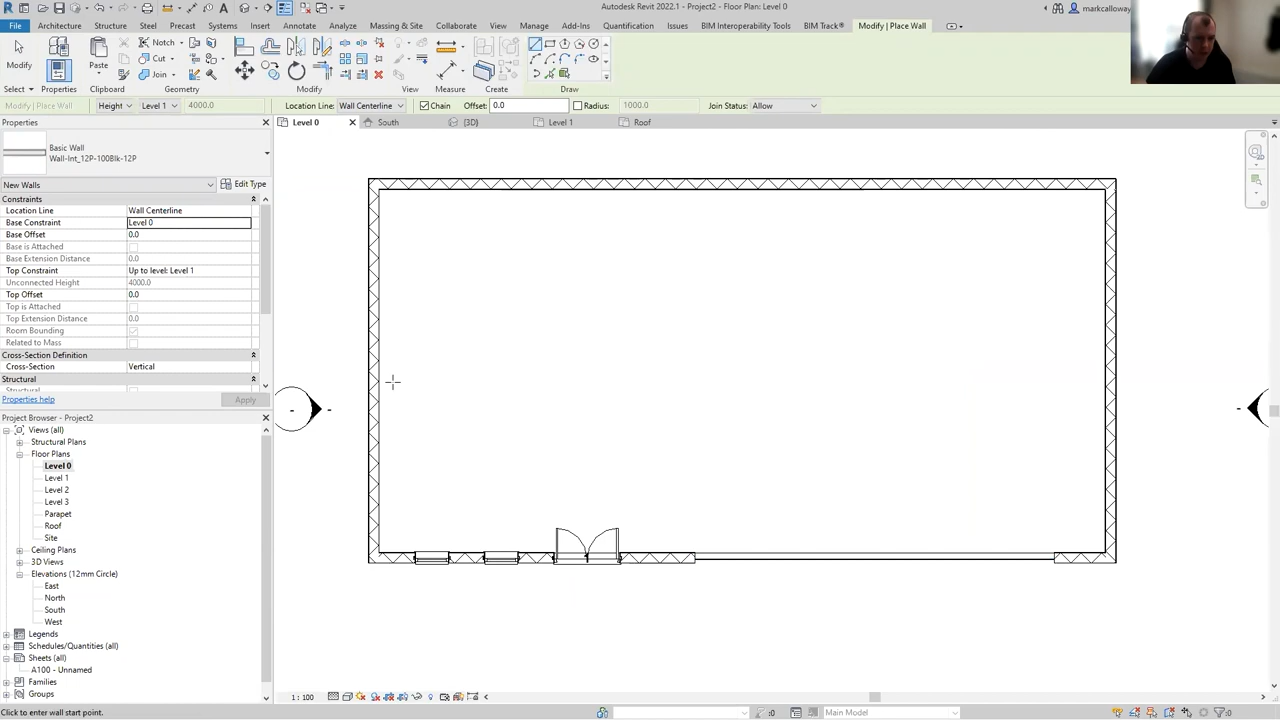 Autodesk Revit 2022.1 - Project2 - Floor Plan: Level 0
markcalloway
File Architecture Structure Steel Precast Systems Insert Annotate Analyze Massing & Site Collaborate View Manage Add-Ins Quantification Issues BIM Interoperability Tools BIM Track® Modify | Place Wall
Notes
Cut
Join
Modify Paste
Select Properties Clipboard Geometry Modify View Measure Create Draw
Modify | Place Wall Height Level 1 4000.0 Location Line: Wall Centerline Chain Offset: 0.0 Radius: 1000.0 Join Status: Allow
Properties
Level 0 South {3D} Level 1 Roof
Basic Wall
Wall-Int_12P-100Blk-12P
New Walls Edit Type
Constraints
Location Line Wall Centerline
Base Constraint Level 0
Base Offset 0.0
Base is Attached
Base Extension Distance 0.0
Top Constraint Up to level: Level 1
Unconnected Height 4000.0
Top Offset 0.0
Top is Attached
Top Extension Distance 0.0
Room Bounding
Related to Mass
Cross-Section Definition
Cross-Section Vertical
Structural
Properties help Apply
Project Browser - Project2
Views (all)
Structural Plans
Floor Plans
Level 0
Level 1
Level 2
Level 3
Parapet
Roof
Site
Ceiling Plans
3D Views
Elevations (12mm Circle)
East
North
South
West
Legends
Schedules/Quantities (all)
Sheets (all)
A100 - Unnamed
Families
Groups
1 : 100
Click to enter wall start point.
:0 Main Model :0